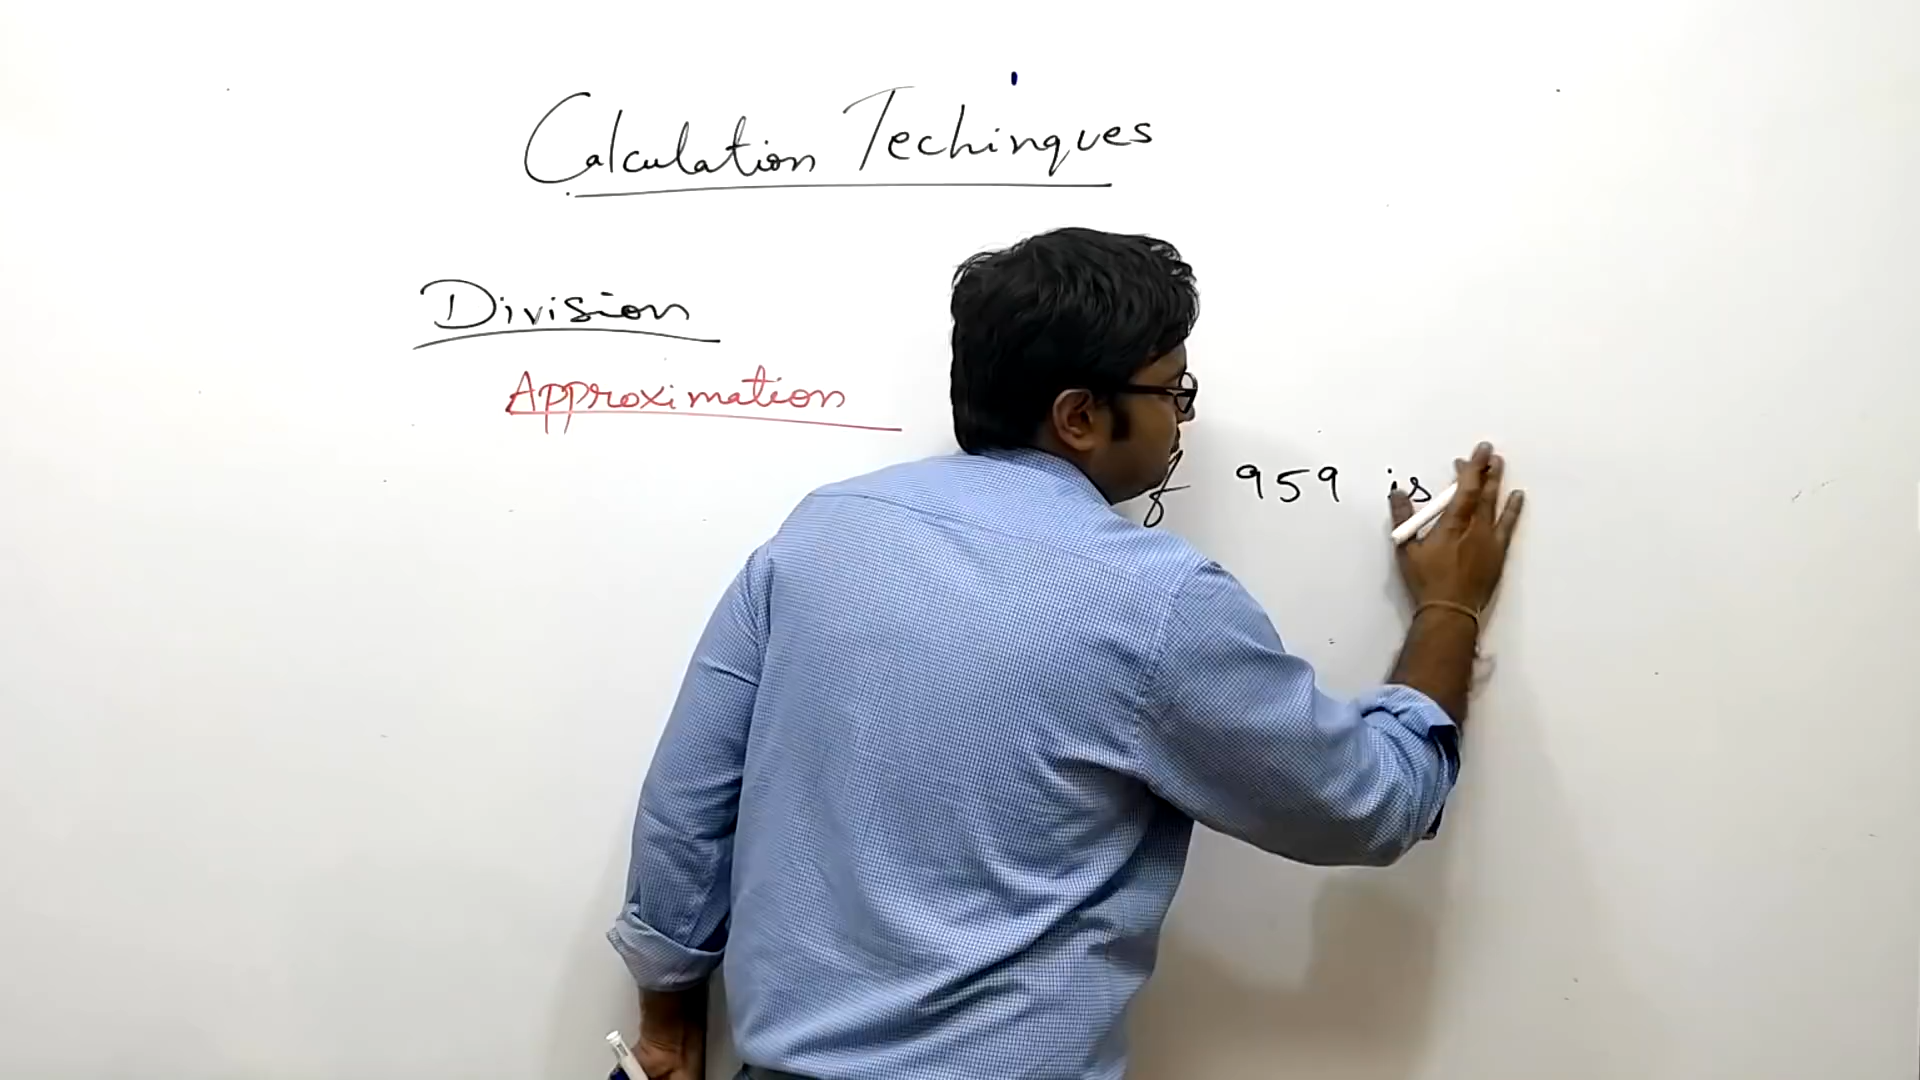 Calculation Techinques
Division
Approximation
f 959 is